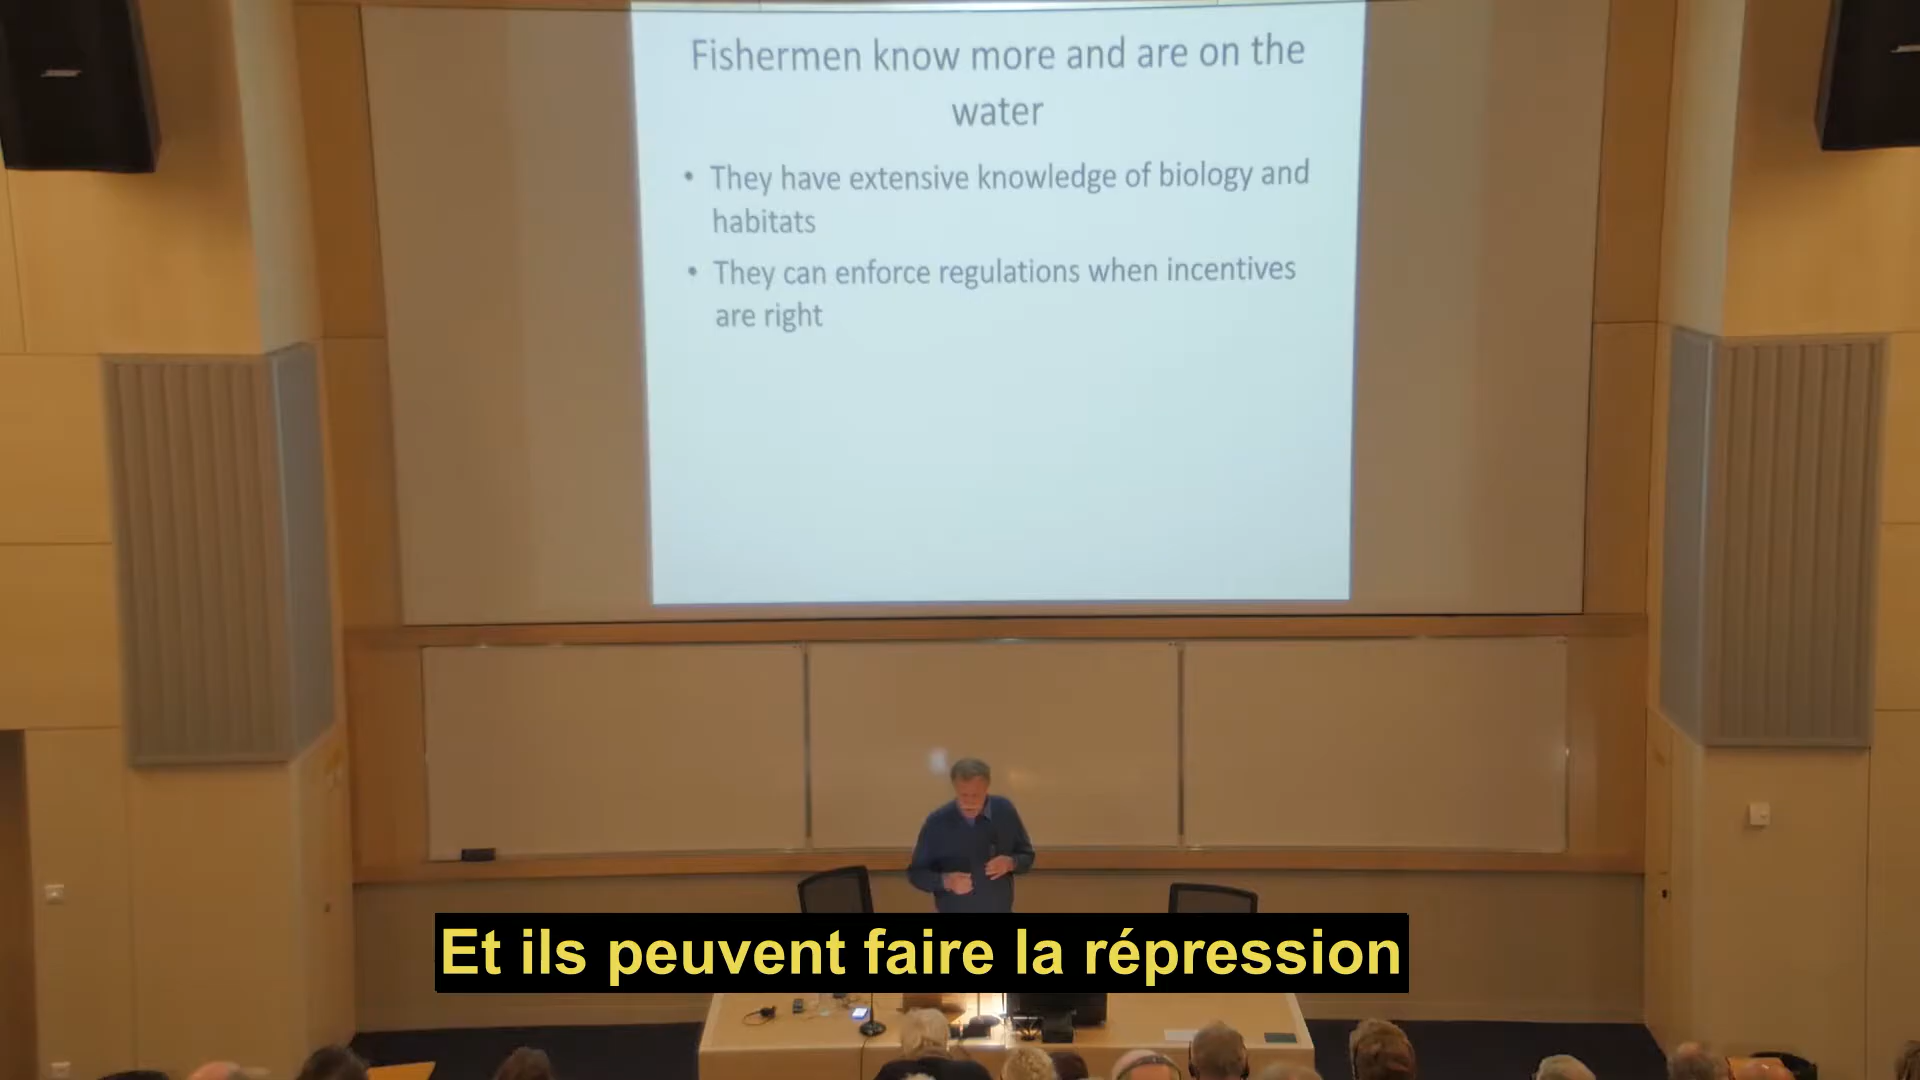 Fishermen know more and are on the
water
• They have extensive knowledge of biology and
habitats
• They can enforce regulations when incentives
are right
Et ils peuvent faire la répression